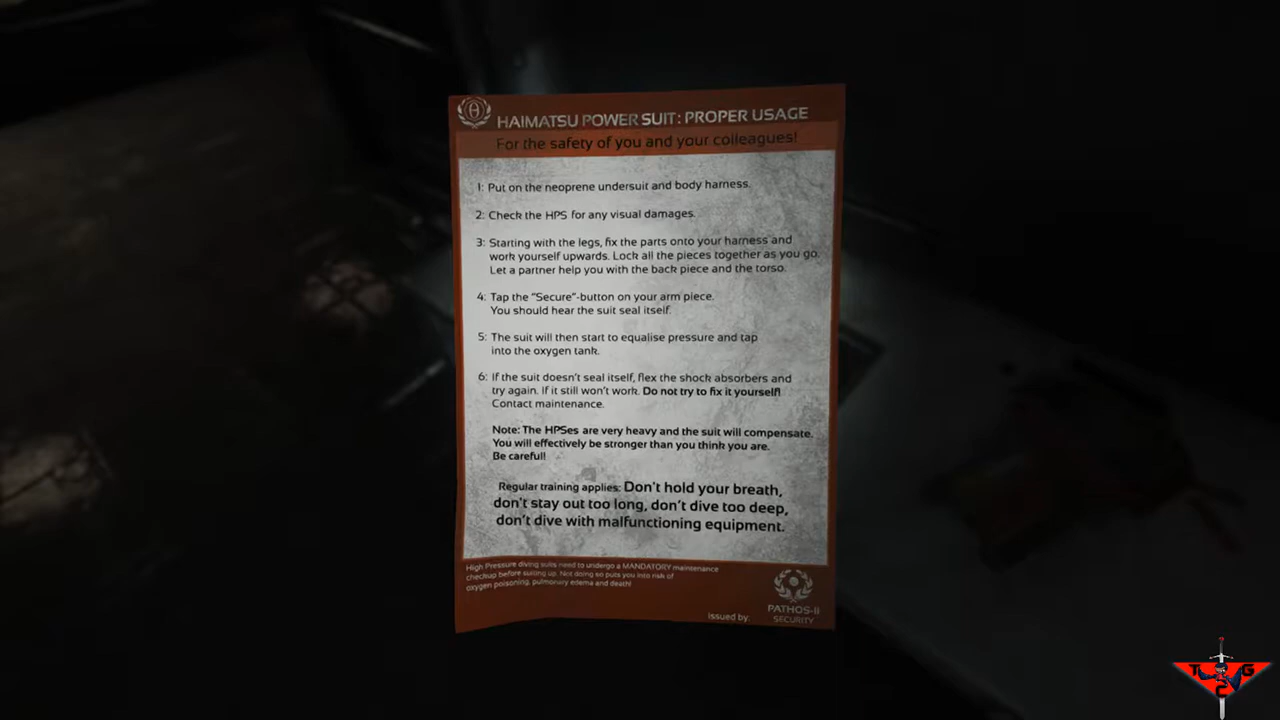 HAIMATSU POWER SUIT: PROPER USAGE
For the safety of you and your colleagues!
1: Put on the neoprene undersuit and body harness.
2: Check the HPS for any visual damages.
3: Starting with the legs, fix the parts onto your harness and
work yourself upwards. Lock all the pieces together as you go.
Let a partner help you with the back piece and the torso.
4: Tap the "Secure"-button on your arm piece.
You should hear the suit seal itself.
5: The suit will then start to equalise pressure and tap
into the oxygen tank.
6: If the suit doesn't seal itself, flex the shock absorbers and
try again. If it still won't work. Do not try to fix it yourself!
Contact maintenance.
Note: The HPSes are very heavy and the suit will compensate.
You will effectively be stronger than you think you are.
Be careful!
Regular training applies: Don't hold your breath,
don't stay out too long, don't dive too deep,
don't dive with malfunctioning equipment.
High Pressure diving suits need to undergo a MANDATORY maintenance
checkup before suiting up. Not doing so puts you into risk of
oxygen poisoning, pulmonary edema and death!
Issued by:
PATHOS-II
SECURITY
T G
C